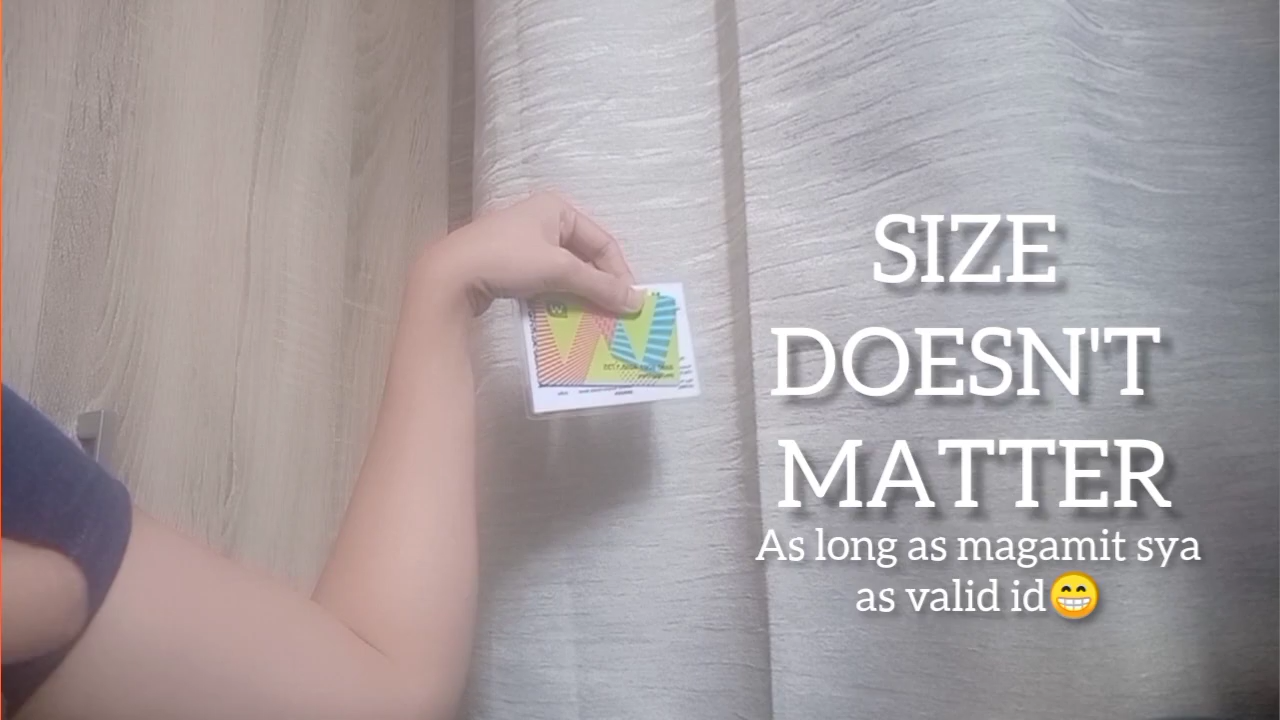 SIZE
DOESN'T
MATTER
As long as magamit sya
as valid id😁